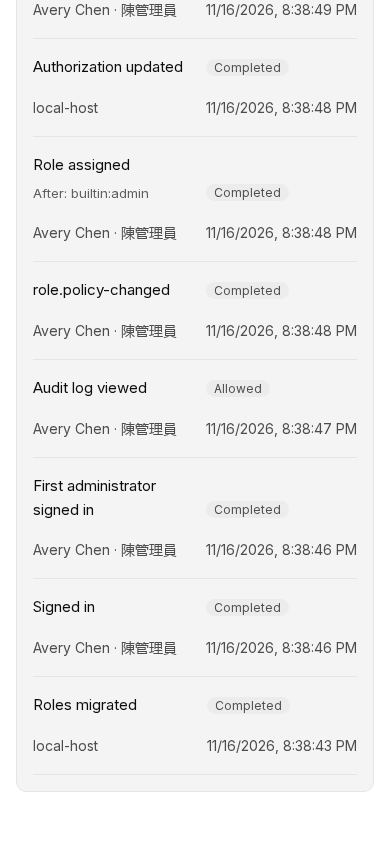 Avery Chen · 陳管理員 11/16/2026, 8:38:49 PM
Authorization updated Completed
local-host 11/16/2026, 8:38:48 PM
Role assigned
After: builtin:admin Completed
Avery Chen · 陳管理員 11/16/2026, 8:38:48 PM
role.policy-changed Completed
Avery Chen · 陳管理員 11/16/2026, 8:38:48 PM
Audit log viewed Allowed
Avery Chen · 陳管理員 11/16/2026, 8:38:47 PM
First administrator
signed in Completed
Avery Chen · 陳管理員 11/16/2026, 8:38:46 PM
Signed in Completed
Avery Chen · 陳管理員 11/16/2026, 8:38:46 PM
Roles migrated Completed
local-host 11/16/2026, 8:38:43 PM